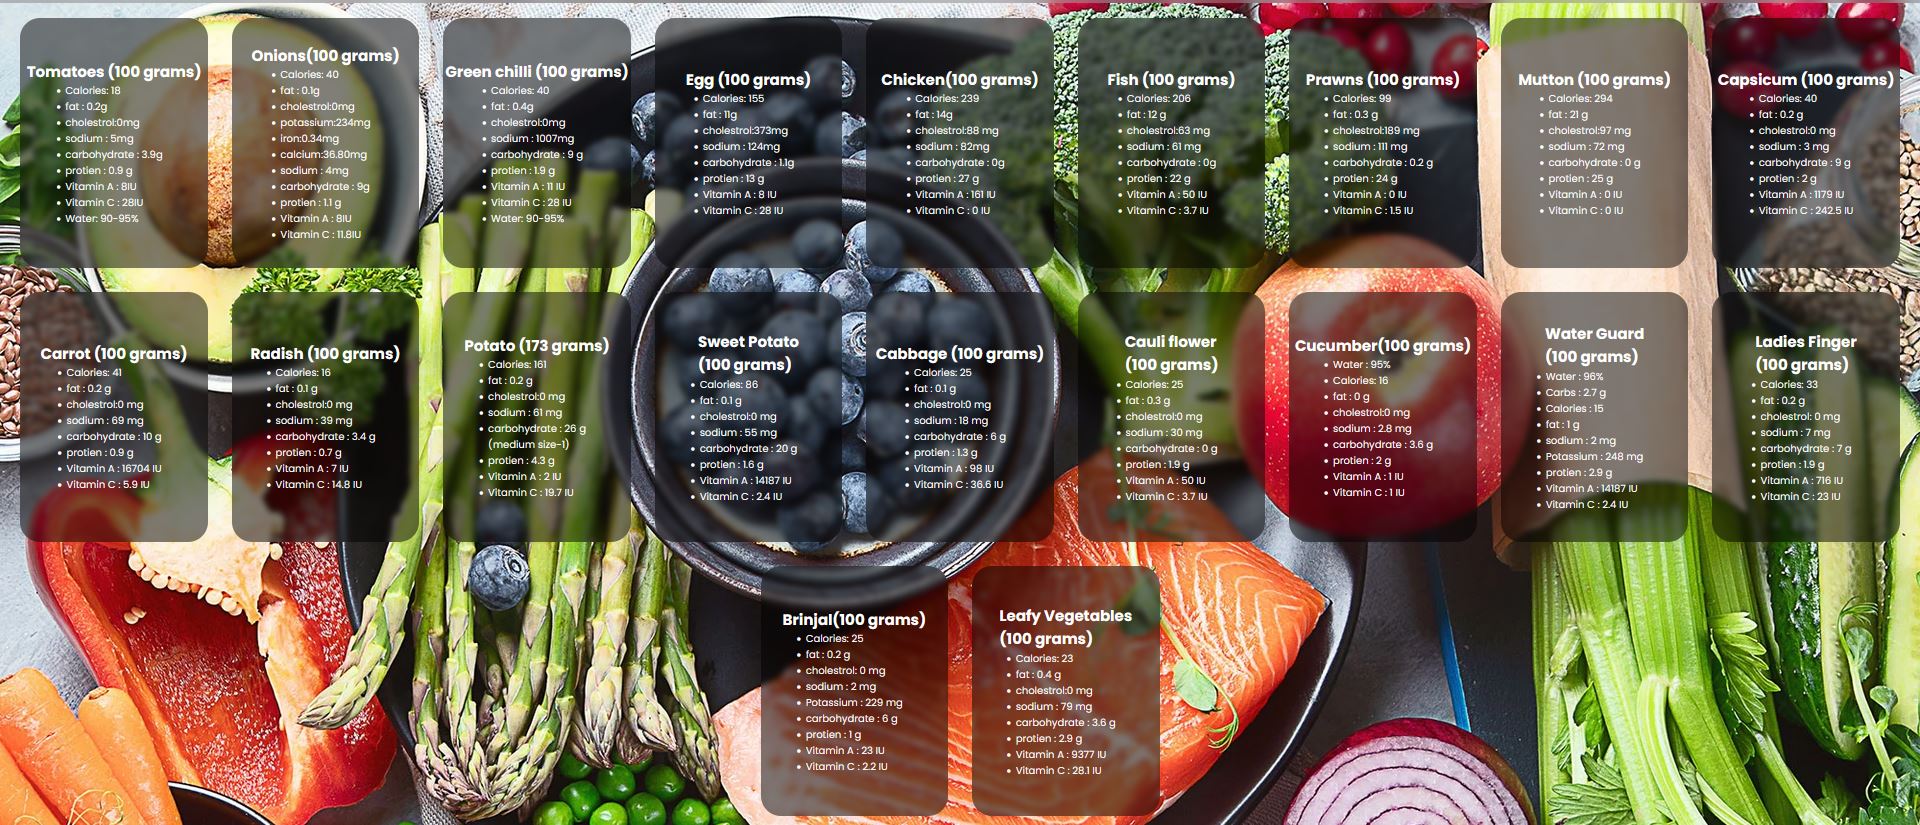 Tomatoes (100 grams)
Calories: 18
fat : 0.2g
cholestrol:0mg
sodium : 5mg
carbohydrate : 3.9g
protien : 0.9 g
Vitamin A : 8IU
Vitamin C : 28IU
Water: 90-95%
Onions(100 grams)
Calories: 40
fat : 0.1g
cholestrol:0mg
potassium:234mg
iron:0.34mg
calcium:36.80mg
sodium : 4mg
carbohydrate : 9g
protien : 1.1 g
Vitamin A : 8IU
Vitamin C : 11.8IU
Green chilli (100 grams)
Calories: 40
fat : 0.4g
cholestrol:0mg
sodium : 1007mg
carbohydrate : 9 g
protien : 1.9 g
Vitamin A : 11 IU
Vitamin C : 28 IU
Water: 90-95%
Egg (100 grams)
Calories: 155
fat : 11g
cholestrol:373mg
sodium : 124mg
carbohydrate : 1.1g
protien : 13 g
Vitamin A : 8 IU
Vitamin C : 28 IU
Chicken(100 grams)
Calories: 239
fat : 14g
cholestrol:88 mg
sodium : 82mg
carbohydrate : 0g
protien : 27 g
Vitamin A : 161 IU
Vitamin C : 0 IU
Fish (100 grams)
Calories: 206
fat : 12 g
cholestrol:63 mg
sodium : 61 mg
carbohydrate : 0g
protien : 22 g
Vitamin A : 50 IU
Vitamin C : 3.7 IU
Prawns (100 grams)
Calories: 99
fat : 0.3 g
cholestrol:189 mg
sodium : 111 mg
carbohydrate : 0.2 g
protien : 24 g
Vitamin A : 0 IU
Vitamin C : 1.5 IU
Mutton (100 grams)
Calories: 294
fat : 21 g
cholestrol:97 mg
sodium : 72 mg
carbohydrate : 0 g
protien : 25 g
Vitamin A : 0 IU
Vitamin C : 0 IU
Capsicum (100 grams)
Calories: 40
fat : 0.2 g
cholestrol:0 mg
sodium : 3 mg
carbohydrate : 9 g
protien : 2 g
Vitamin A : 1179 IU
Vitamin C : 242.5 IU
Carrot (100 grams)
Calories: 41
fat : 0.2 g
cholestrol:0 mg
sodium : 69 mg
carbohydrate : 10 g
protien : 0.9 g
Vitamin A : 16704 IU
Vitamin C : 5.9 IU
Radish (100 grams)
Calories: 16
fat : 0.1 g
cholestrol:0 mg
sodium : 39 mg
carbohydrate : 3.4 g
protien : 0.7 g
Vitamin A : 7 IU
Vitamin C : 14.8 IU
Potato (173 grams)
Calories: 161
fat : 0.2 g
cholestrol:0 mg
sodium : 61 mg
carbohydrate : 26 g
(medium size-1)
protien : 4.3 g
Vitamin A : 2 IU
Vitamin C : 19.7 IU
Sweet Potato
(100 grams)
Calories: 86
fat : 0.1 g
cholestrol:0 mg
sodium : 55 mg
carbohydrate : 20 g
protien : 1.6 g
Vitamin A : 14187 IU
Vitamin C : 2.4 IU
Cabbage (100 grams)
Calories: 25
fat : 0.1 g
cholestrol:0 mg
sodium : 18 mg
carbohydrate : 6 g
protien : 1.3 g
Vitamin A : 98 IU
Vitamin C : 36.6 IU
Cauli flower
(100 grams)
Calories: 25
fat : 0.3 g
cholestrol:0 mg
sodium : 30 mg
carbohydrate : 0 g
protien : 1.9 g
Vitamin A : 50 IU
Vitamin C : 3.7 IU
Cucumber(100 grams)
Water : 95%
Calories: 16
fat : 0 g
cholestrol:0 mg
sodium : 2.8 mg
carbohydrate : 3.6 g
protien : 2 g
Vitamin A : 1 IU
Vitamin C : 1 IU
Water Guard
(100 grams)
Water : 96%
Carbs : 2.7 g
Calories : 15
fat : 1 g
sodium : 2 mg
Potassium : 248 mg
protien : 2.9 g
Vitamin A : 14187 IU
Vitamin C : 2.4 IU
Ladies Finger
(100 grams)
Calories: 33
fat : 0.2 g
cholestrol: 0 mg
sodium : 7 mg
carbohydrate : 7 g
protien : 1.9 g
Vitamin A : 716 IU
Vitamin C : 23 IU
Brinjal(100 grams)
Calories: 25
fat : 0.2 g
cholestrol: 0 mg
sodium : 2 mg
Potassium : 229 mg
carbohydrate : 6 g
protien : 1 g
Vitamin A : 23 IU
Vitamin C : 2.2 IU
Leafy Vegetables
(100 grams)
Calories: 23
fat : 0.4 g
cholestrol:0 mg
sodium : 79 mg
carbohydrate : 3.6 g
protien : 2.9 g
Vitamin A : 9377 IU
Vitamin C : 28.1 IU